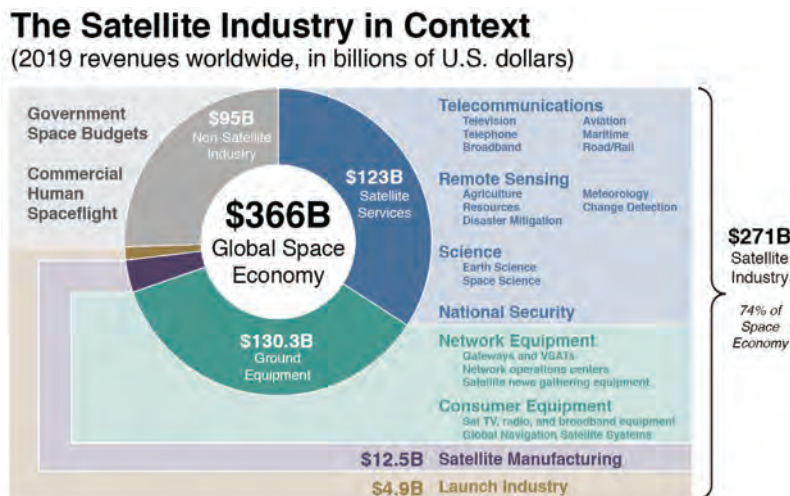 The Satellite Industry in Context
(2019 revenues worldwide, in billions of U.S. dollars)
Government
Space Budgets
Commercial
Human
Spaceflight
$95B
Non-Satellite
Industry
$123B
Satellite
Services
$366B
Global Space
Economy
$130.3B
Ground
Equipment
Telecommunications
Television
Telephone
Broadband
Aviation
Maritime
Road/Rail
Remote Sensing
Agriculture
Resources
Disaster Mitigation
Meteorology
Change Detection
Science
Earth Science
Space Science
National Security
Network Equipment
Gateways and VSATs
Network operations centers
Satellite news gathering equipment
Consumer Equipment
Sat TV, radio, and broadband equipment
Global Navigation Satellite Systems
$12.5B Satellite Manufacturing
$4.9B Launch Industry
$271B
Satellite
Industry
74% of
Space
Economy